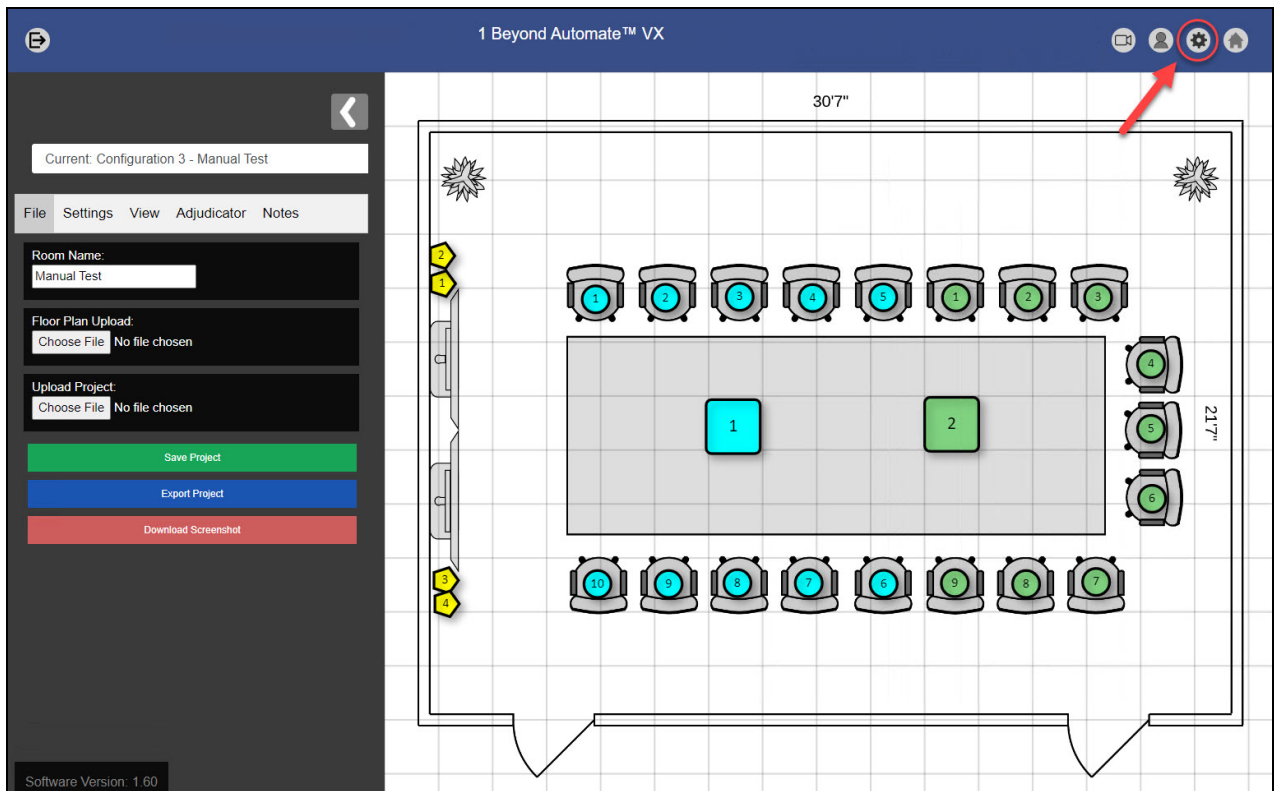 1 Beyond Automate™ VX
Current: Configuration 3 - Manual Test
File Settings View Adjudicator Notes
Room Name:
Manual Test
Floor Plan Upload:
Choose File No file chosen
Upload Project:
Choose File No file chosen
Save Project
Export Project
Download Screenshot
Software Version: 1.60
30'7"
2
1
1 2 3 4 5 1 2 3
4
1 2
5
21'7"
6
3
4
10 9 8 7 6 9 8 7